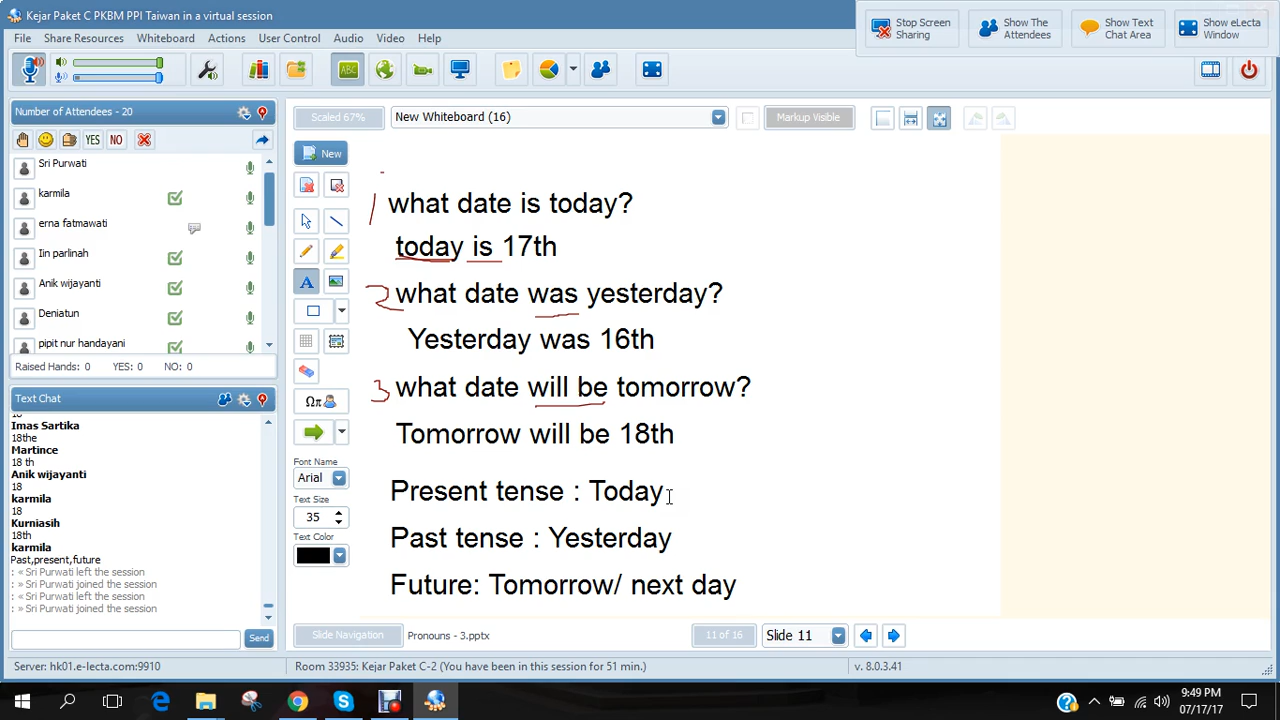 Kejar Paket C PKBM PPI Taiwan in a virtual session
Stop Screen Sharing
Show The Attendees
Show Text Chat Area
Show eLecta Window
File Share Resources Whiteboard Actions User Control Audio Video Help
ABC
Number of Attendees - 20
Scaled 67%
New Whiteboard (16)
Markup Visible
YES NO
New
Sri Purwati
karmila
erna fatmawati
Iin parlinah
Anik wijayanti
Deniatun
pipit nur handayani
Raised Hands: 0 YES: 0 NO: 0
1 what date is today?
today is 17th
2 what date was yesterday?
Yesterday was 16th
3 what date will be tomorrow?
Tomorrow will be 18th
Present tense : Today
Past tense : Yesterday
Future: Tomorrow/ next day
A
Ωπ
Font Name
Arial
Text Size
35
Text Color
Text Chat
18
Imas Sartika
18the
Martince
18 th
Anik wijayanti
18
karmila
18
Kurniasih
18th
karmila
Past,present,future
: « Sri Purwati left the session
: » Sri Purwati joined the session
: « Sri Purwati left the session
: » Sri Purwati joined the session
Send
Slide Navigation
Pronouns - 3.pptx
11 of 16
Slide 11
Server: hk01.e-lecta.com:9910
Room 33935: Kejar Paket C-2 (You have been in this session for 51 min.)
v. 8.0.3.41
9:49 PM
07/17/17